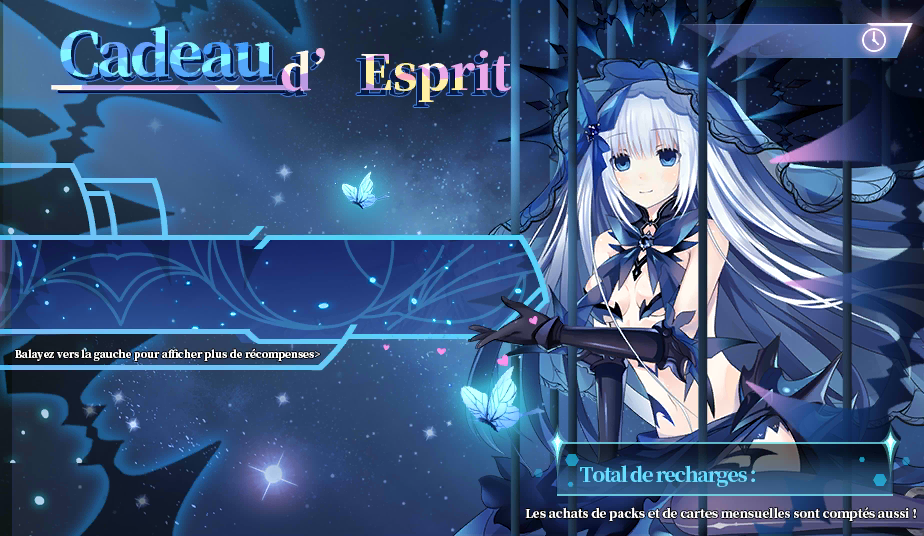 Cadeau d' Esprit
Balayez vers la gauche pour afficher plus de récompenses>
Total de recharges :
Les achats de packs et de cartes mensuelles sont comptés aussi !